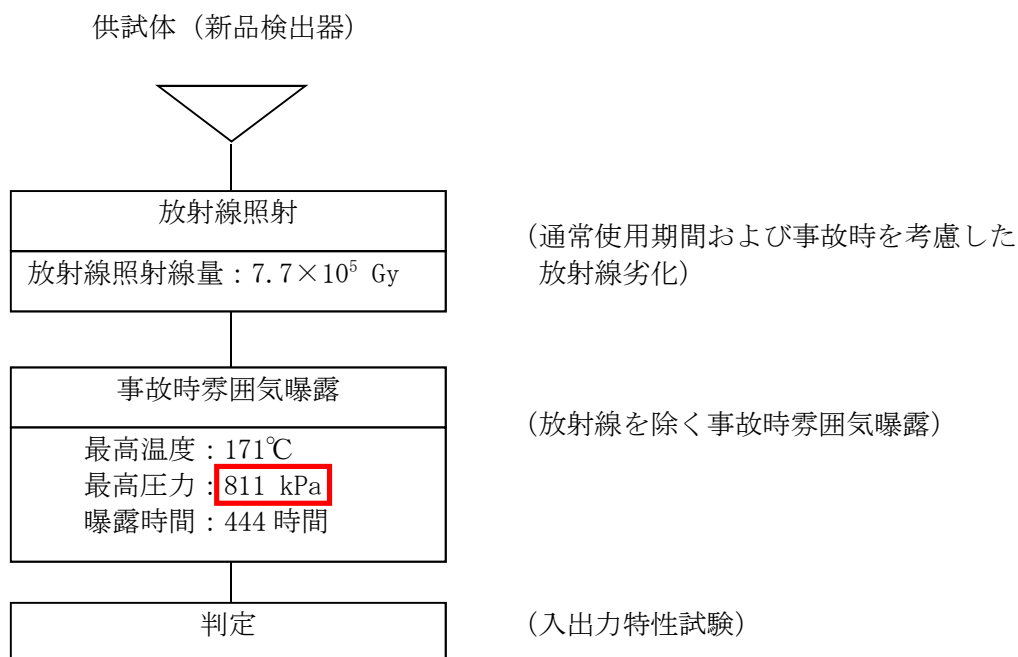 供試体（新品検出器）
放射線照射
放射線照射線量：7.7×10⁵ Gy
（通常使用期間および事故時を考慮した
放射線劣化）
事故時雰囲気曝露
最高温度：171℃
最高圧力：811 kPa
曝露時間：444 時間
（放射線を除く事故時雰囲気曝露）
判定
（入出力特性試験）